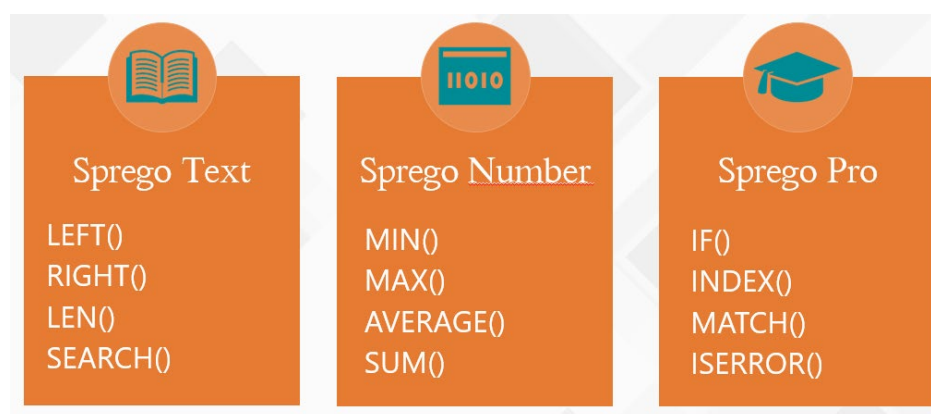 11010
Sprego Text
LEFT()
RIGHT()
LEN()
SEARCH()
Sprego Number
MIN()
MAX()
AVERAGE()
SUM()
Sprego Pro
IF()
INDEX()
MATCH()
ISERROR()